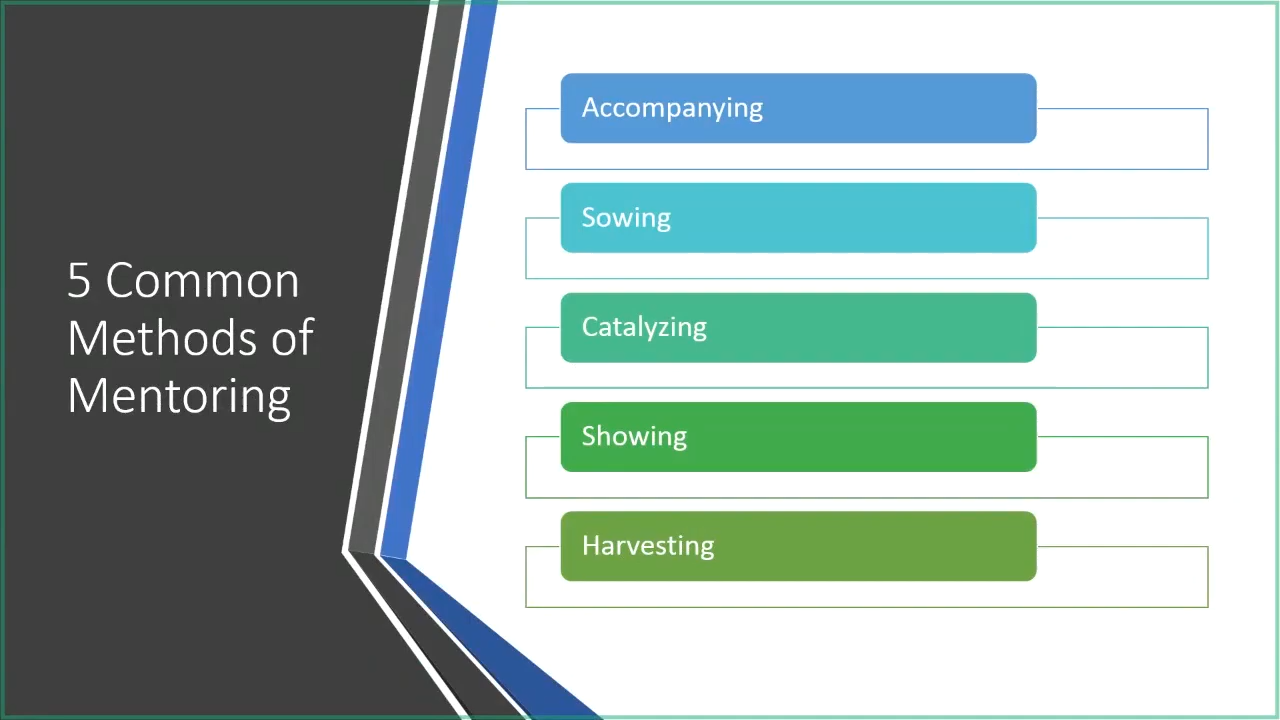 5 Common
Methods of
Mentoring
Accompanying
Sowing
Catalyzing
Showing
Harvesting